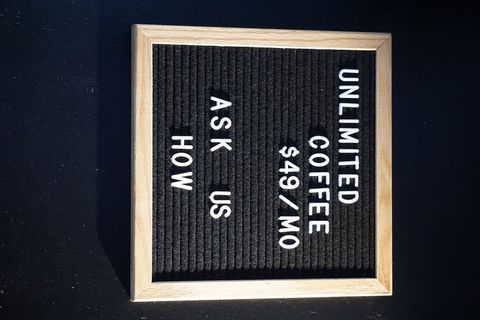 UNLIMITED
COFFEE
$49/MO
ASK US
HOW